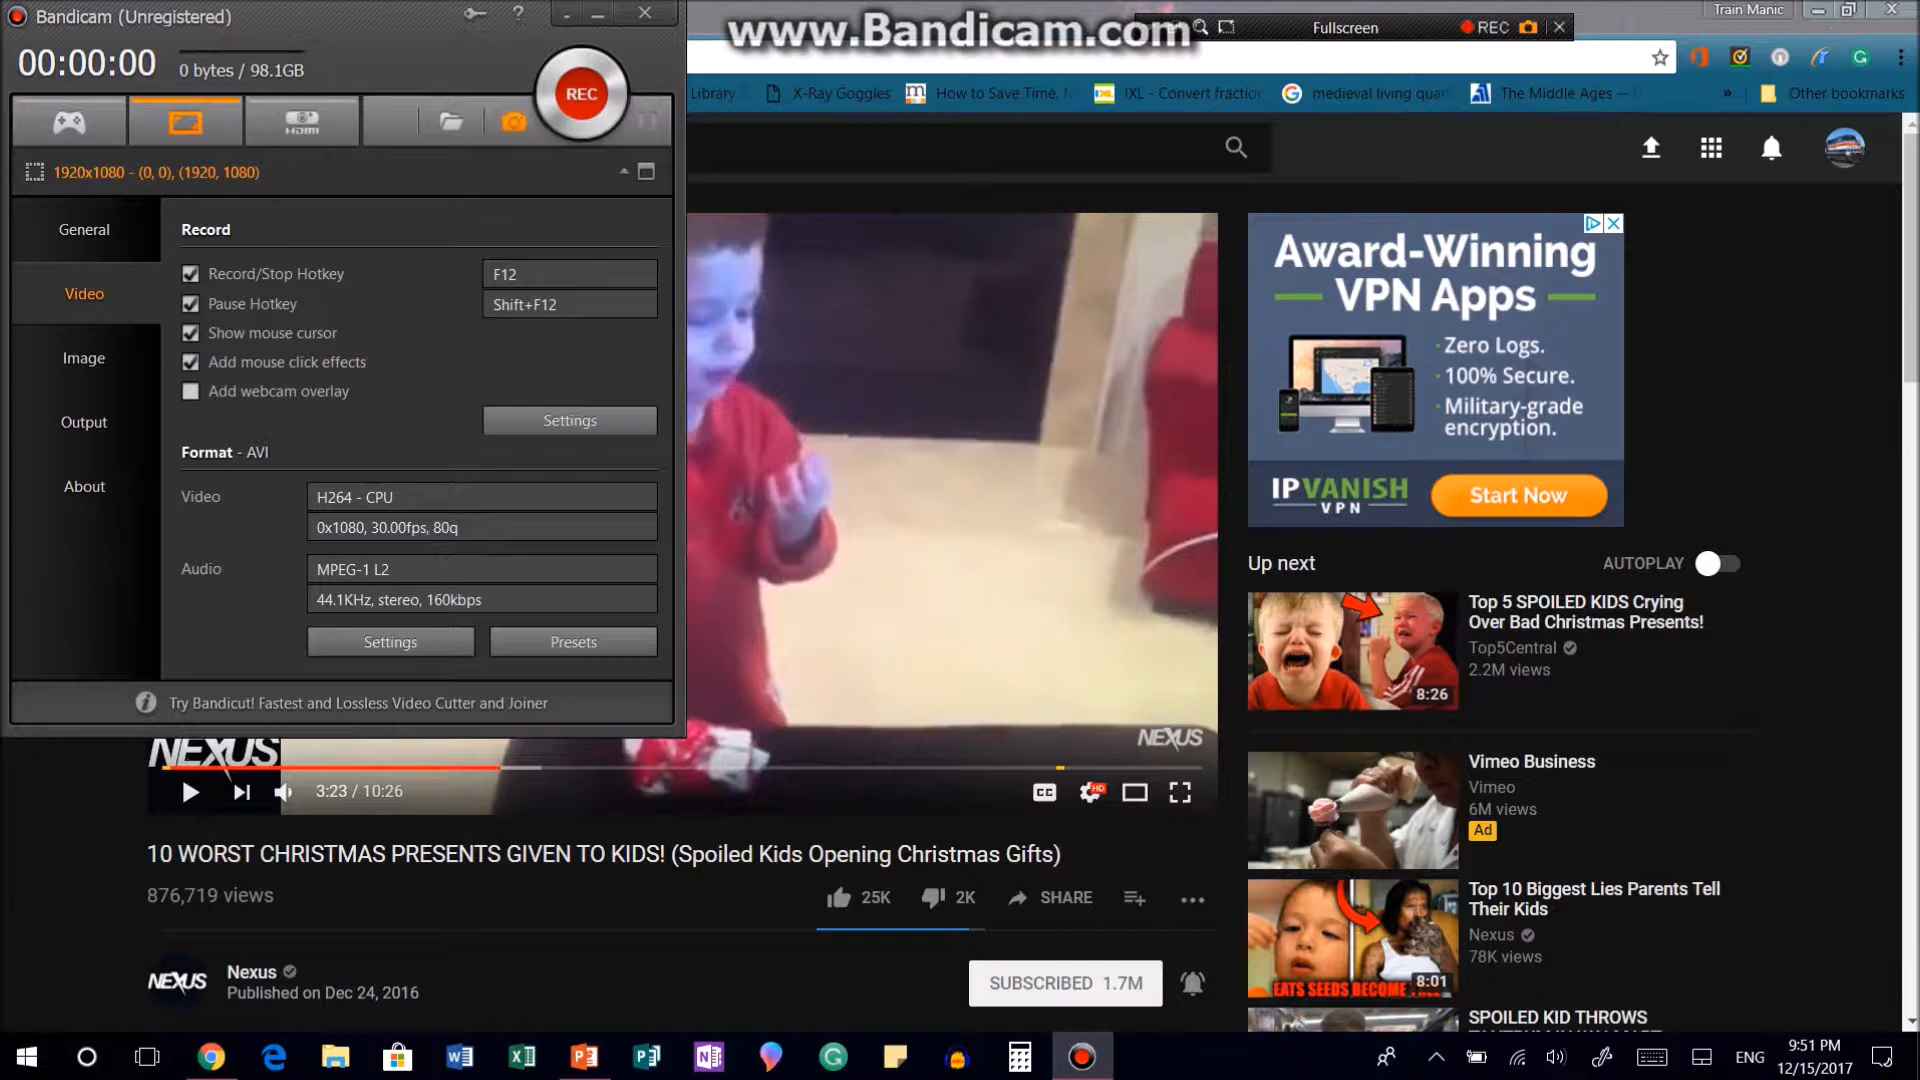 Bandicam (Unregistered)
?
www.Bandicam.com
Fullscreen
REC
Train Manic
00:00:00
0 bytes / 98.1GB
REC
HDMI
Library
X-Ray Goggles
How to Save Time,
IXL - Convert fractio
medieval living quar
The Middle Ages -
»
Other bookmarks
1920x1080 - (0, 0), (1920, 1080)
General
Video
Image
Output
About
Record
Record/Stop Hotkey
F12
Pause Hotkey
Shift+F12
Show mouse cursor
Add mouse click effects
Add webcam overlay
Settings
Format - AVI
Video
H264 - CPU
0x1080, 30.00fps, 80q
Audio
MPEG-1 L2
44.1KHz, stereo, 160kbps
Settings
Presets
Try Bandicut! Fastest and Lossless Video Cutter and Joiner
Award-Winning
VPN Apps
· Zero Logs.
· 100% Secure.
· Military-grade
encryption.
IPVANISH
VPN
Start Now
NEXUS
NEXUS
3:23 / 10:26
CC
HD
10 WORST CHRISTMAS PRESENTS GIVEN TO KIDS! (Spoiled Kids Opening Christmas Gifts)
876,719 views
25K
2K
SHARE
NEXUS
Nexus
Published on Dec 24, 2016
SUBSCRIBED 1.7M
Up next
AUTOPLAY
8:26
Top 5 SPOILED KIDS Crying
Over Bad Christmas Presents!
Top5Central
2.2M views
Vimeo Business
Vimeo
6M views
Ad
EATS SEEDS BECOME
8:01
Top 10 Biggest Lies Parents Tell
Their Kids
Nexus
78K views
SPOILED KID THROWS
ENG
9:51 PM
12/15/2017